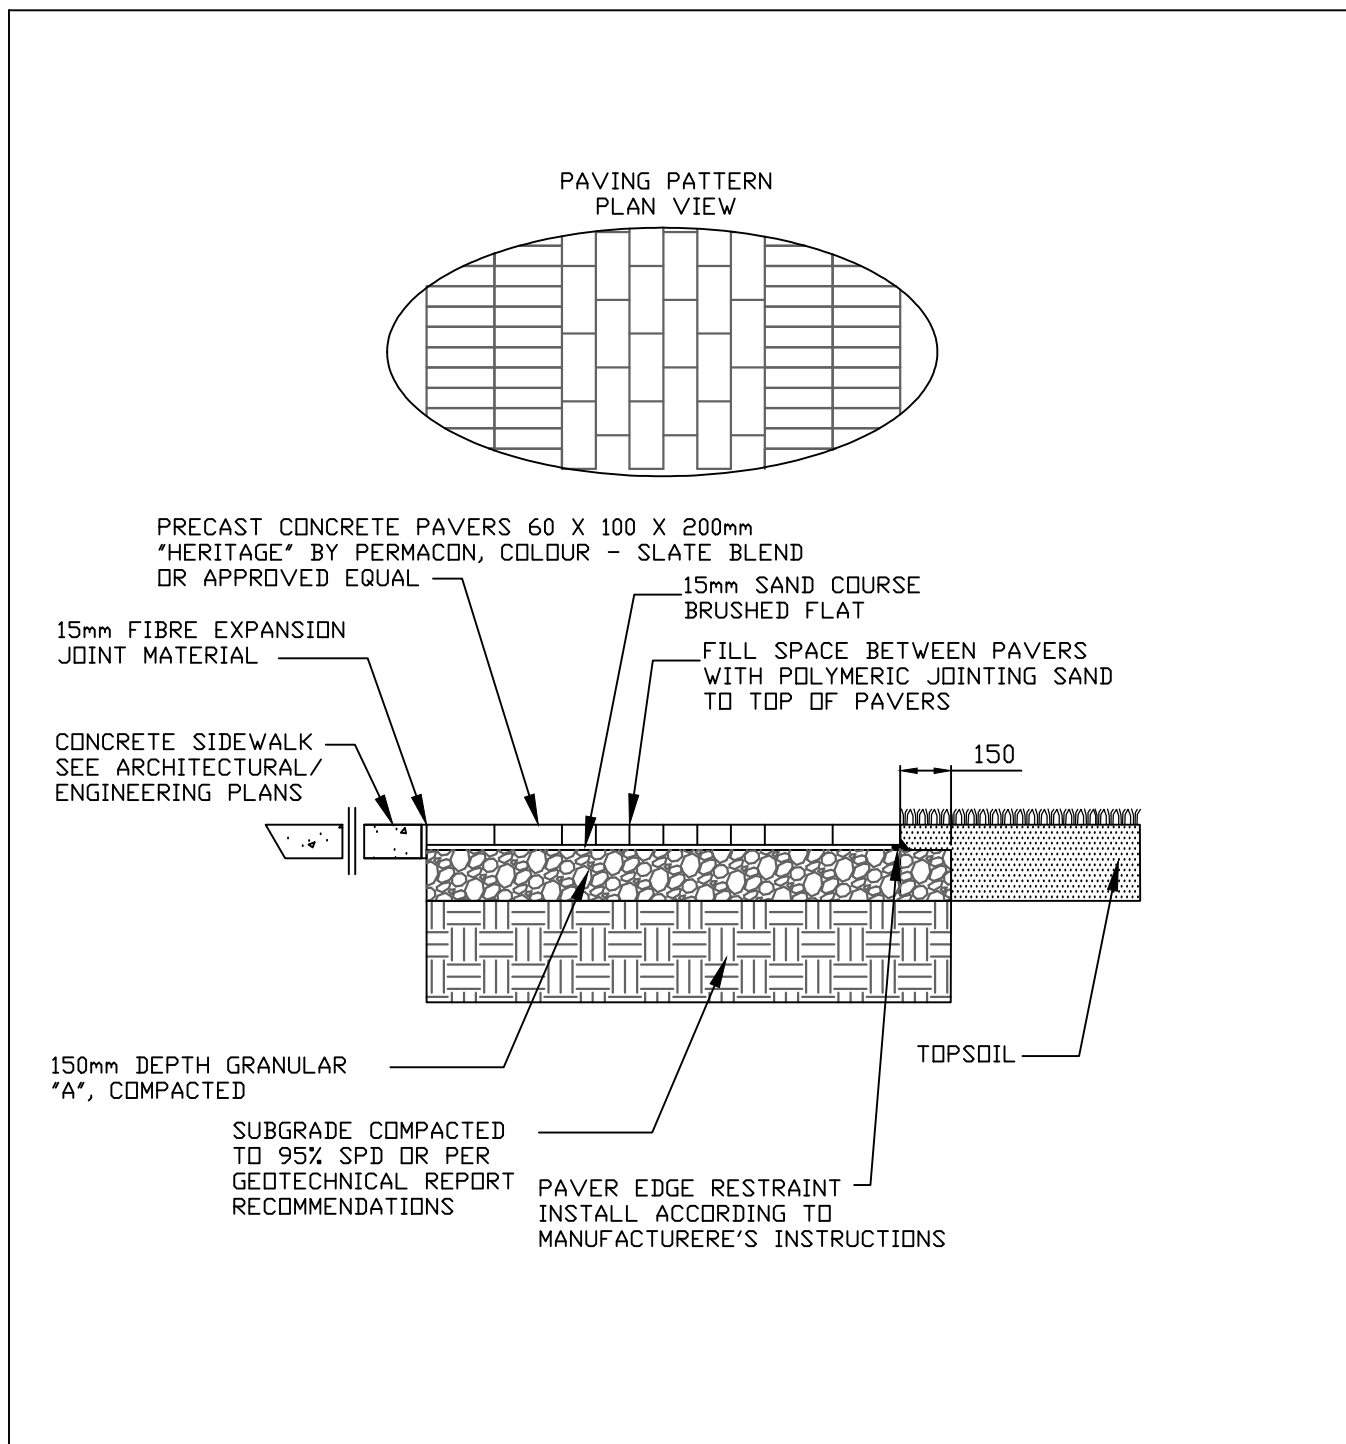 PAVING PATTERN
PLAN VIEW
PRECAST CONCRETE PAVERS 60 X 100 X 200mm
"HERITAGE" BY PERMACON, COLOUR - SLATE BLEND
OR APPROVED EQUAL
15mm SAND COURSE
BRUSHED FLAT
15mm FIBRE EXPANSION
JOINT MATERIAL
FILL SPACE BETWEEN PAVERS
WITH POLYMERIC JOINTING SAND
TO TOP OF PAVERS
CONCRETE SIDEWALK
SEE ARCHITECTURAL/
ENGINEERING PLANS
150
150mm DEPTH GRANULAR
"A", COMPACTED
TOPSOIL
SUBGRADE COMPACTED
TO 95% SPD OR PER
GEOTECHNICAL REPORT
RECOMMENDATIONS
PAVER EDGE RESTRAINT
INSTALL ACCORDING TO
MANUFACTURERE'S INSTRUCTIONS